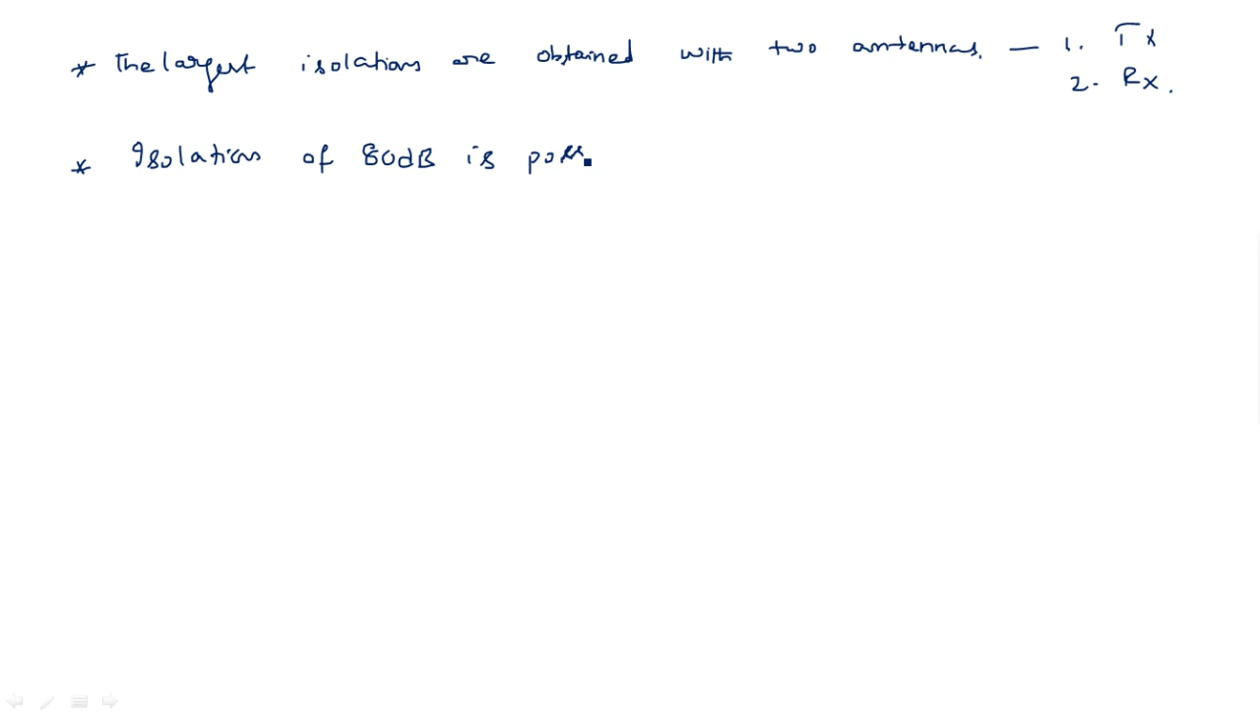 * The largest isolations are obtained with two antennas. — 1. Tx
2. Rx.
* Isolation of 80dB is poss